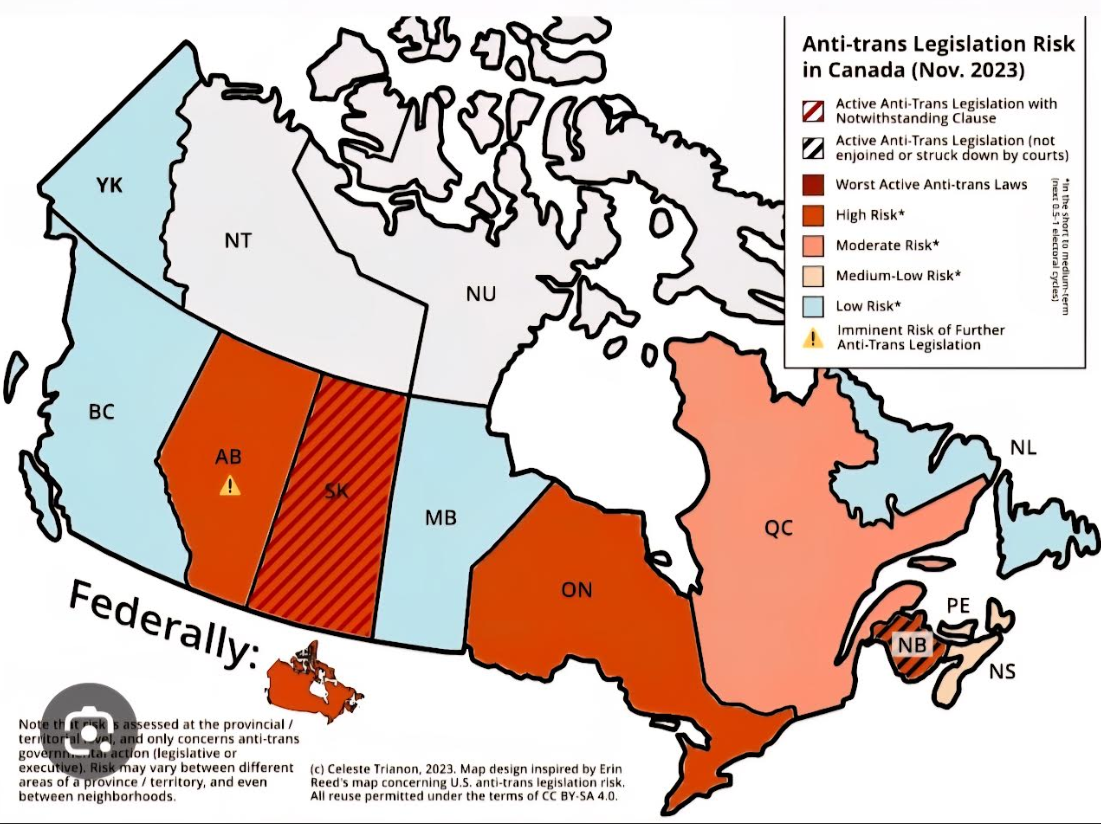 Anti-trans Legislation Risk
in Canada (Nov. 2023)
Active Anti-Trans Legislation with
Notwithstanding Clause
Active Anti-Trans Legislation (not
enjoined or struck down by courts)
Worst Active Anti-trans Laws
High Risk*
Moderate Risk*
Medium-Low Risk*
Low Risk*
*In the short to medium-term
(next 0.5-1 electoral cycles)
! Imminent Risk of Further
Anti-Trans Legislation
YK
NT
NU
BC
AB
!
SK
MB
ON
QC
NL
PE
NB
NS
Federally:
Note that risk is assessed at the provincial /
territorial level, and only concerns anti-trans
governmental action (legislative or
executive). Risk may vary between different
areas of a province / territory, and even
between neighborhoods.
(c) Celeste Trianon, 2023. Map design inspired by Erin
Reed's map concerning U.S. anti-trans legislation risk.
All reuse permitted under the terms of CC BY-SA 4.0.